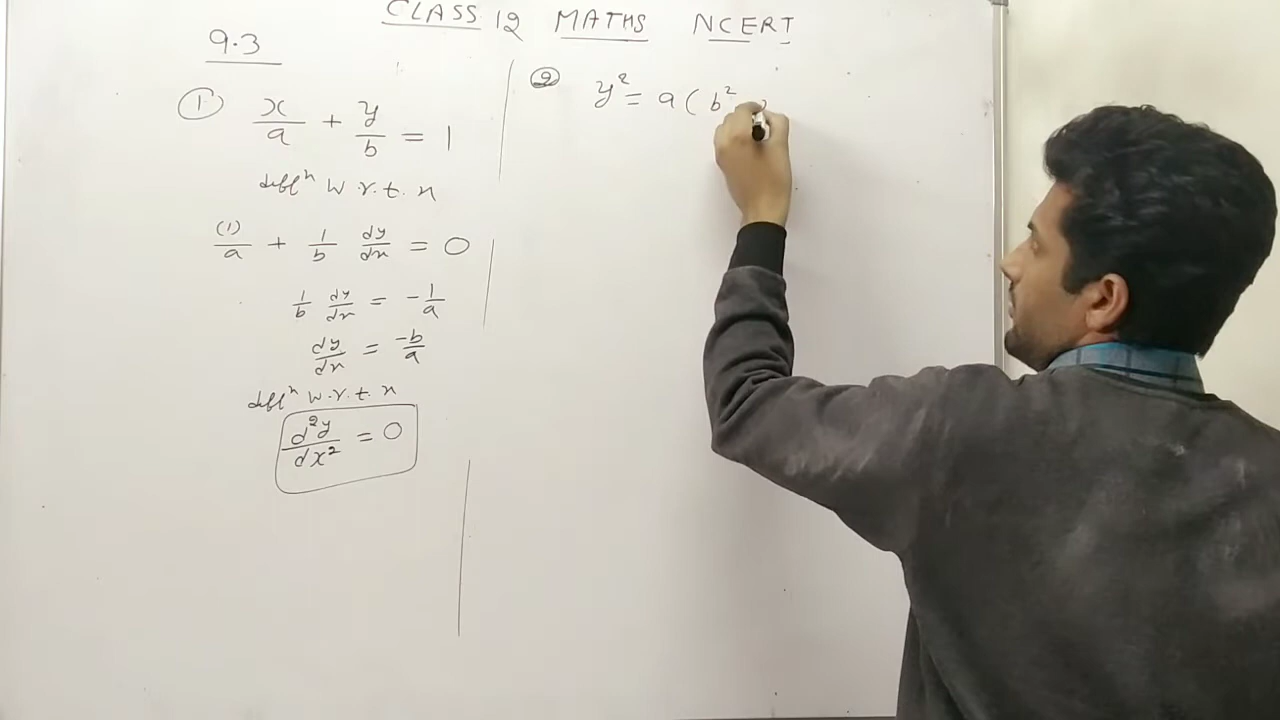 CLASS 12 MATHS NCERT
9.3
① x/a + y/b = 1
diffⁿ w.r.t. x
(1)/a + 1/b dy/dx = 0
1/b dy/dx = -1/a
dy/dx = -b/a
diffⁿ w.r.t. x
d²y/dx² = 0
② y² = a(b²